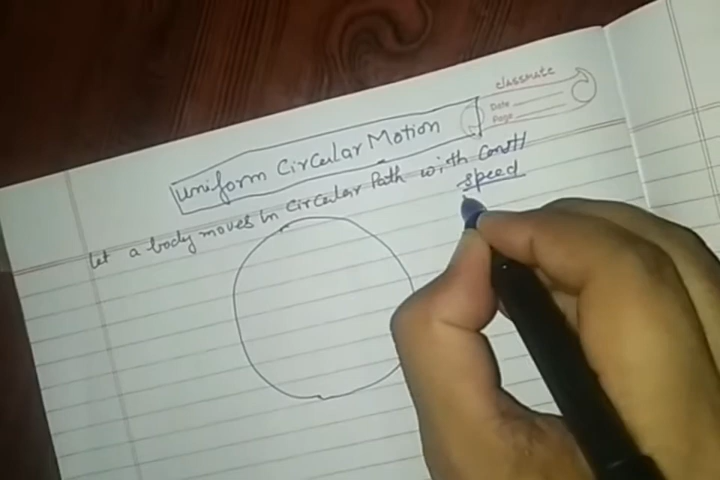 classmate
Date
Page
Uniform Circular Motion
Let a body moves in Circular Path with Constt
speed